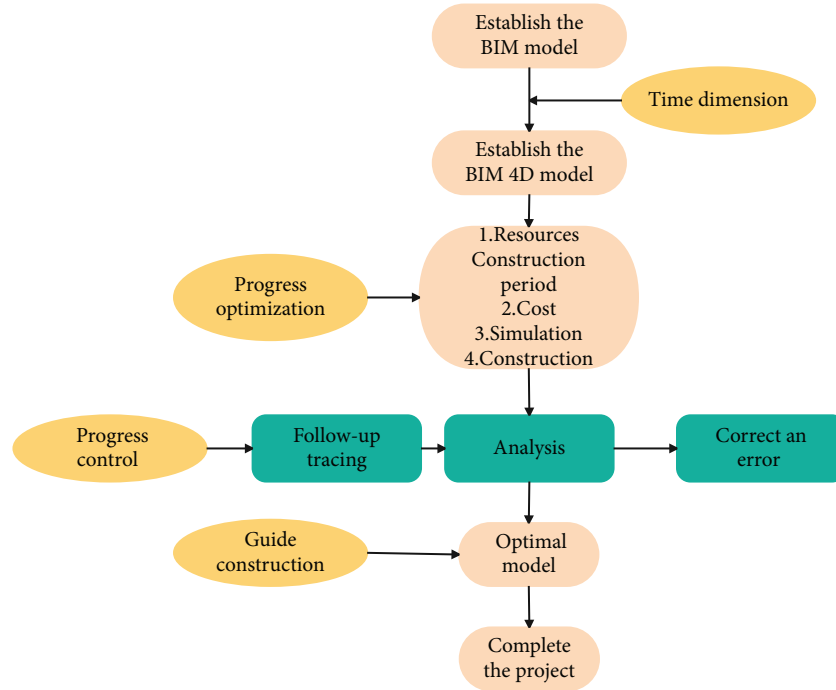 Establish the
BIM model
Time dimension
Establish the
BIM 4D model
1.Resources
Construction
period
2.Cost
3.Simulation
4.Construction
Progress
optimization
Progress
control
Follow-up
tracing
Analysis
Correct an
error
Guide
construction
Optimal
model
Complete
the project